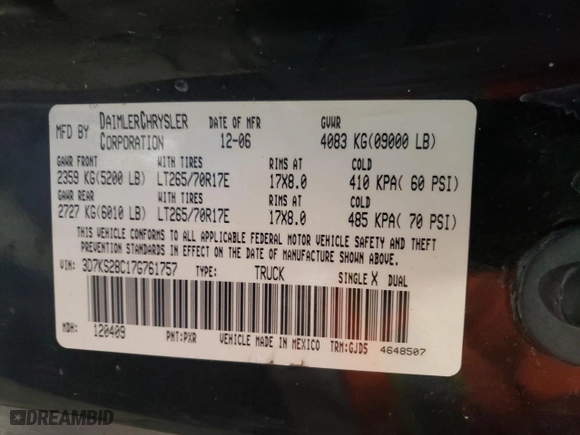 MFD BY DAIMLERCHRYSLER CORPORATION DATE OF MFR 12-06 GVWR 4083 KG(09000 LB)
GAWR FRONT WITH TIRES RIMS AT COLD
2359 KG(5200 LB) LT265/70R17E 17X8.0 410 KPA( 60 PSI)
GAWR REAR WITH TIRES RIMS AT COLD
2727 KG(6010 LB) LT265/70R17E 17X8.0 485 KPA( 70 PSI)
THIS VEHICLE CONFORMS TO ALL APPLICABLE FEDERAL MOTOR VEHICLE SAFETY AND THEFT
PREVENTION STANDARDS IN EFFECT ON THE DATE OF MANUFACTURE SHOWN ABOVE.
VIN: 3D7KS28C17G761757 TYPE: TRUCK SINGLE X DUAL
MDH: 120409 PNT:PXR VEHICLE MADE IN MEXICO TRM:GJD5 4648507
DREAMBID